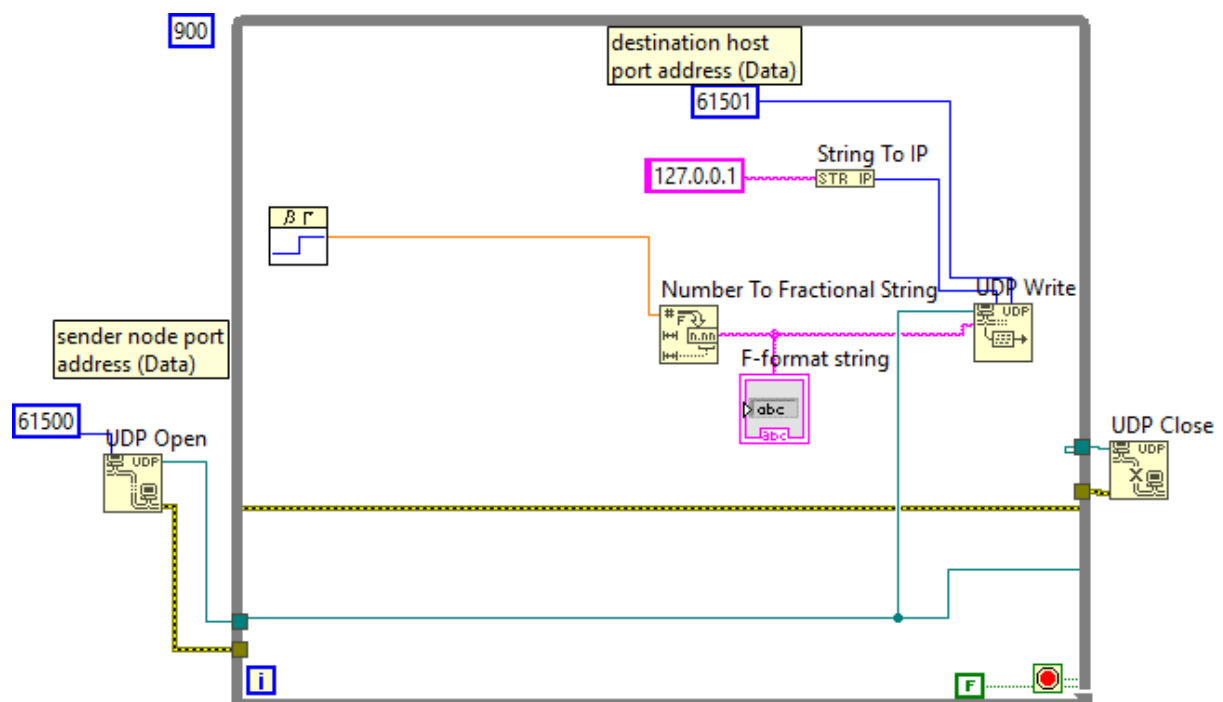 900
destination host
port address (Data)
61501
String To IP
127.0.0.1
STR IP
β Γ
Number To Fractional String
UDP Write
# F
n.nn
UDP
sender node port
address (Data)
F-format string
abc
abc
61500
UDP Open
UDP
UDP Close
UDP
i
F